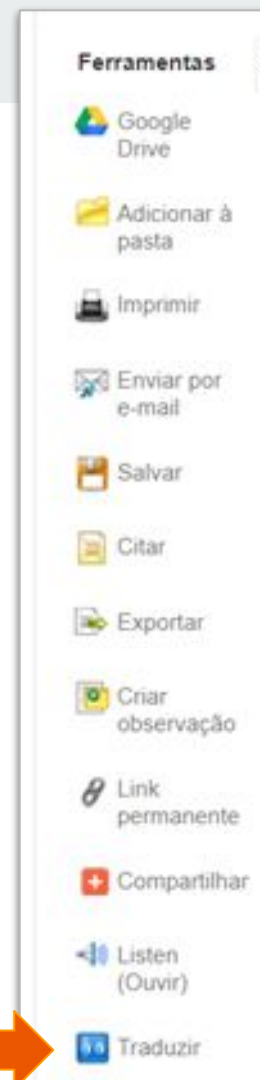 Ferramentas
Google
Drive
Adicionar à
pasta
Imprimir
Enviar por
e-mail
Salvar
Citar
Exportar
Criar
observação
Link
permanente
Compartilhar
Listen
(Ouvir)
Traduzir